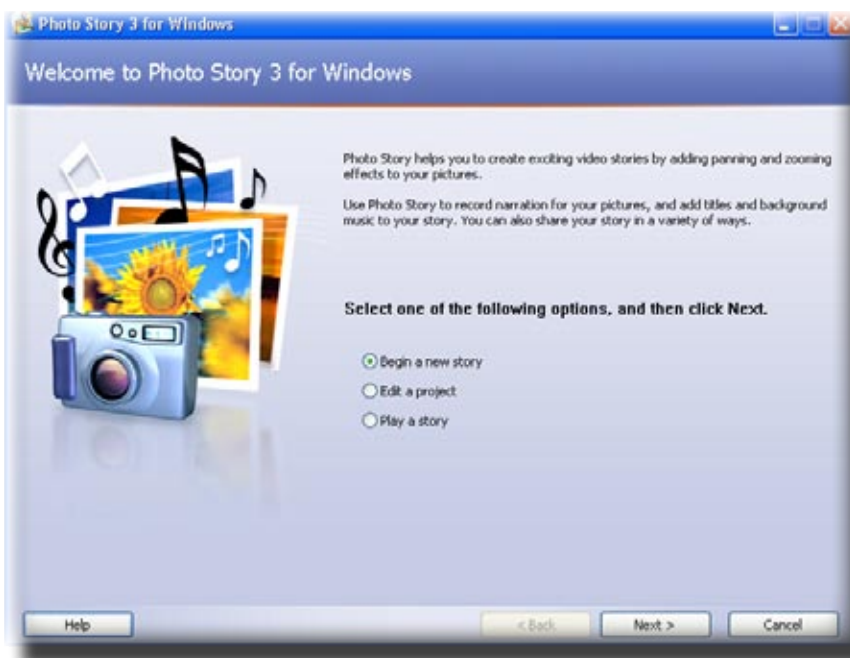 Photo Story 3 for Windows
Welcome to Photo Story 3 for Windows
Photo Story helps you to create exciting video stories by adding panning and zooming
effects to your pictures.
Use Photo Story to record narration for your pictures, and add titles and background
music to your story. You can also share your story in a variety of ways.
Select one of the following options, and then click Next.
Begin a new story
Edit a project
Play a story
Help
< Back
Next >
Cancel